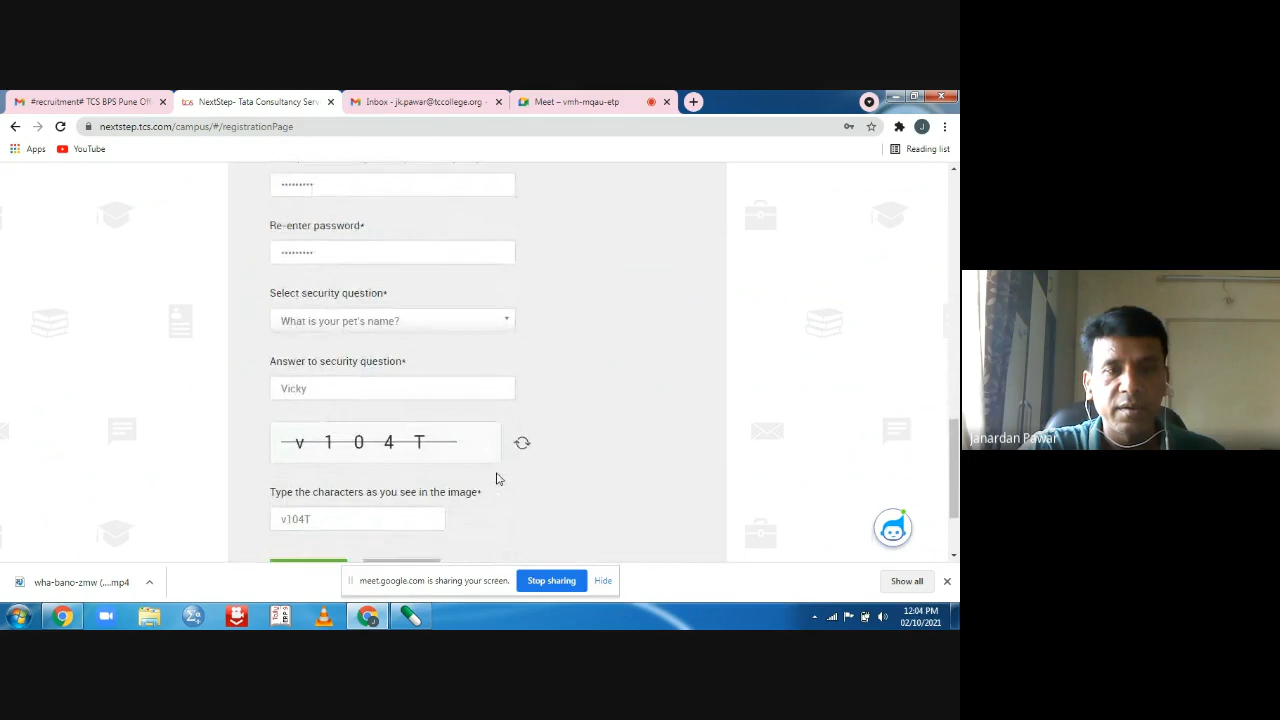 #recruitment# TCS BPS Pune Off
NextStep- Tata Consultancy Serv
Inbox - jk.pawar@tccollege.org -
Meet – vmh-mqau-etp
nextstep.tcs.com/campus/#/registrationPage
J
Apps
YouTube
Reading list
Re-enter password*
Select security question*
What is your pet's name?
Answer to security question*
Vicky
v 1 0 4 T
Type the characters as you see in the image*
v104T
Janardan Pawar
wha-bano-zmw (....mp4
meet.google.com is sharing your screen.
Stop sharing
Hide
Show all
12:04 PM
02/10/2021